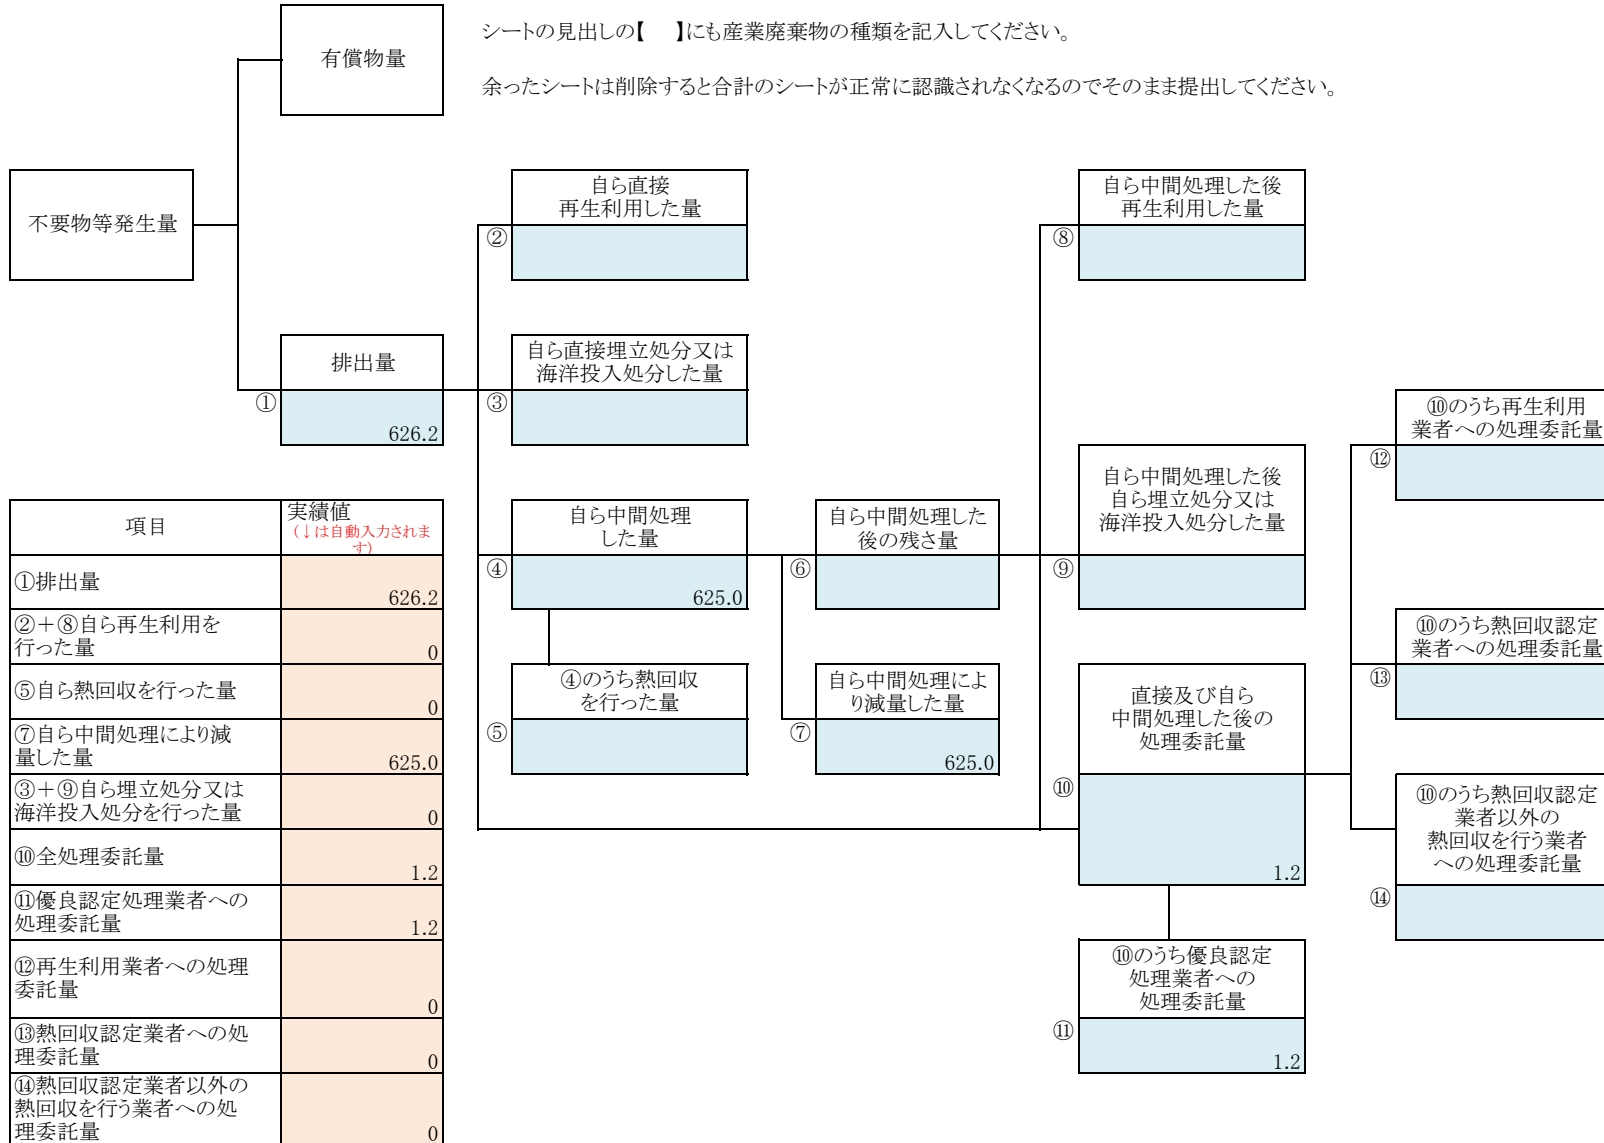 シートの見出しの【　】にも産業廃棄物の種類を記入してください。
有償物量
余ったシートは削除すると合計のシートが正常に認識されなくなるのでそのまま提出してください。
不要物等発生量
自ら直接
再生利用した量
②
自ら中間処理した後
再生利用した量
⑧
排出量
①
626.2
自ら直接埋立処分又は
海洋投入処分した量
③
⑩のうち再生利用
業者への処理委託量
⑫
自ら中間処理
した量
④
625.0
自ら中間処理した
後の残さ量
⑥
自ら中間処理した後
自ら埋立処分又は
海洋投入処分した量
⑨
⑩のうち熱回収認定
業者への処理委託量
⑬
④のうち熱回収
を行った量
⑤
自ら中間処理によ
り減量した量
⑦
625.0
直接及び自ら
中間処理した後の
処理委託量
⑩
1.2
⑩のうち熱回収認定
業者以外の
熱回収を行う業者
への処理委託量
⑭
⑩のうち優良認定
処理業者への
処理委託量
⑪
1.2
項目
実績値
(↓は自動入力されま
す)
①排出量
626.2
②＋⑧自ら再生利用を
行った量
0
⑤自ら熱回収を行った量
0
⑦自ら中間処理により減
量した量
625.0
③＋⑨自ら埋立処分又は
海洋投入処分を行った量
0
⑩全処理委託量
1.2
⑪優良認定処理業者への
処理委託量
1.2
⑫再生利用業者への処理
委託量
0
⑬熱回収認定業者への処
理委託量
0
⑭熱回収認定業者以外の
熱回収を行う業者への処
理委託量
0